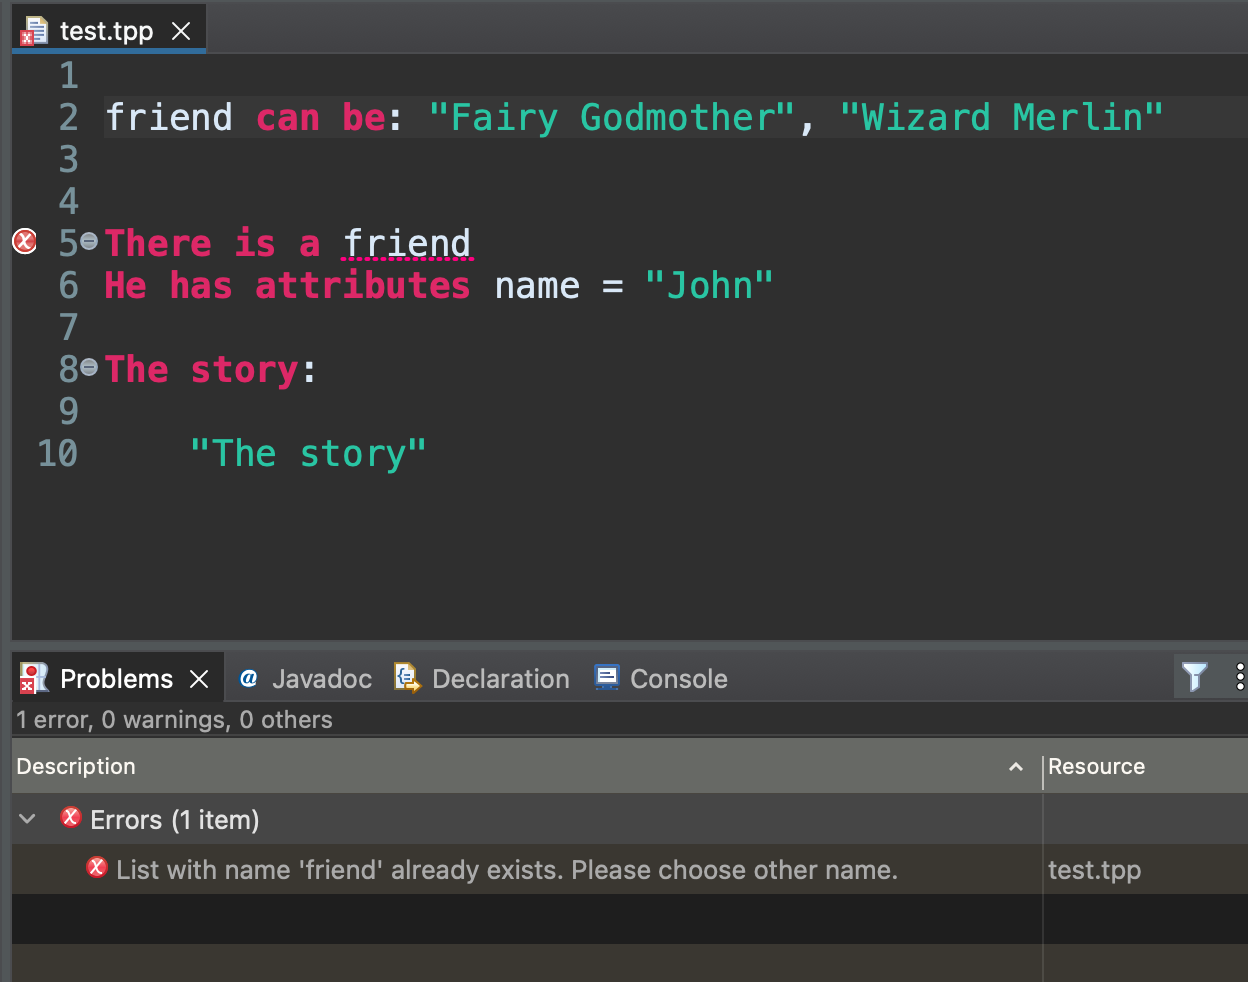 test.tpp
1
2 friend can be: "Fairy Godmother", "Wizard Merlin"
3
4
5 There is a friend
6 He has attributes name = "John"
7
8 The story:
9
10 "The story"
Problems @ Javadoc Declaration Console
1 error, 0 warnings, 0 others
Description Resource
Errors (1 item)
List with name 'friend' already exists. Please choose other name. test.tpp